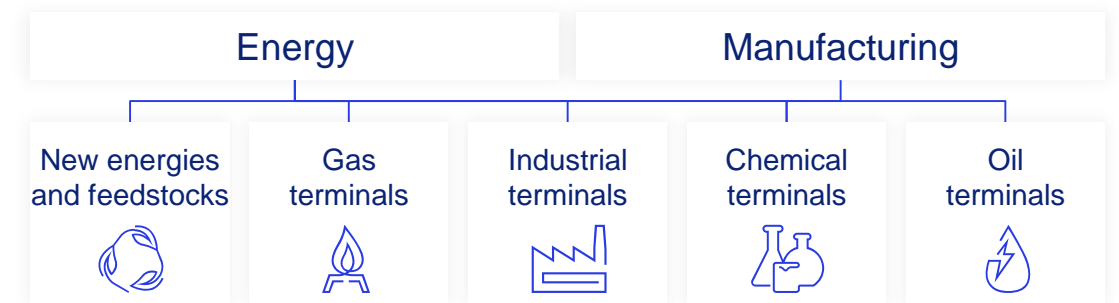 Energy
Manufacturing
New energies
and feedstocks
Gas
terminals
Industrial
terminals
Chemical
terminals
Oil
terminals